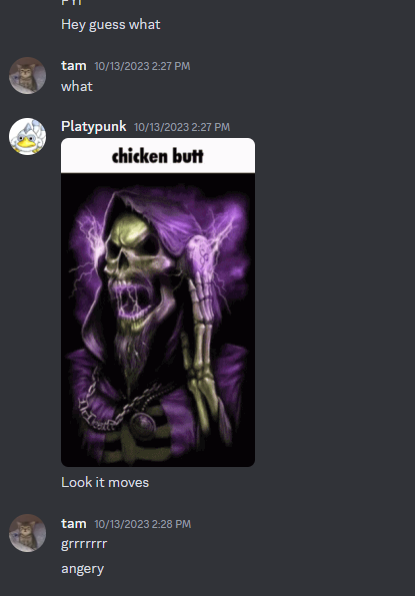 FYI
Hey guess what
tam 10/13/2023 2:27 PM
what
Platypunk 10/13/2023 2:27 PM
chicken butt
Look it moves
tam 10/13/2023 2:28 PM
grrrrrrr
angery